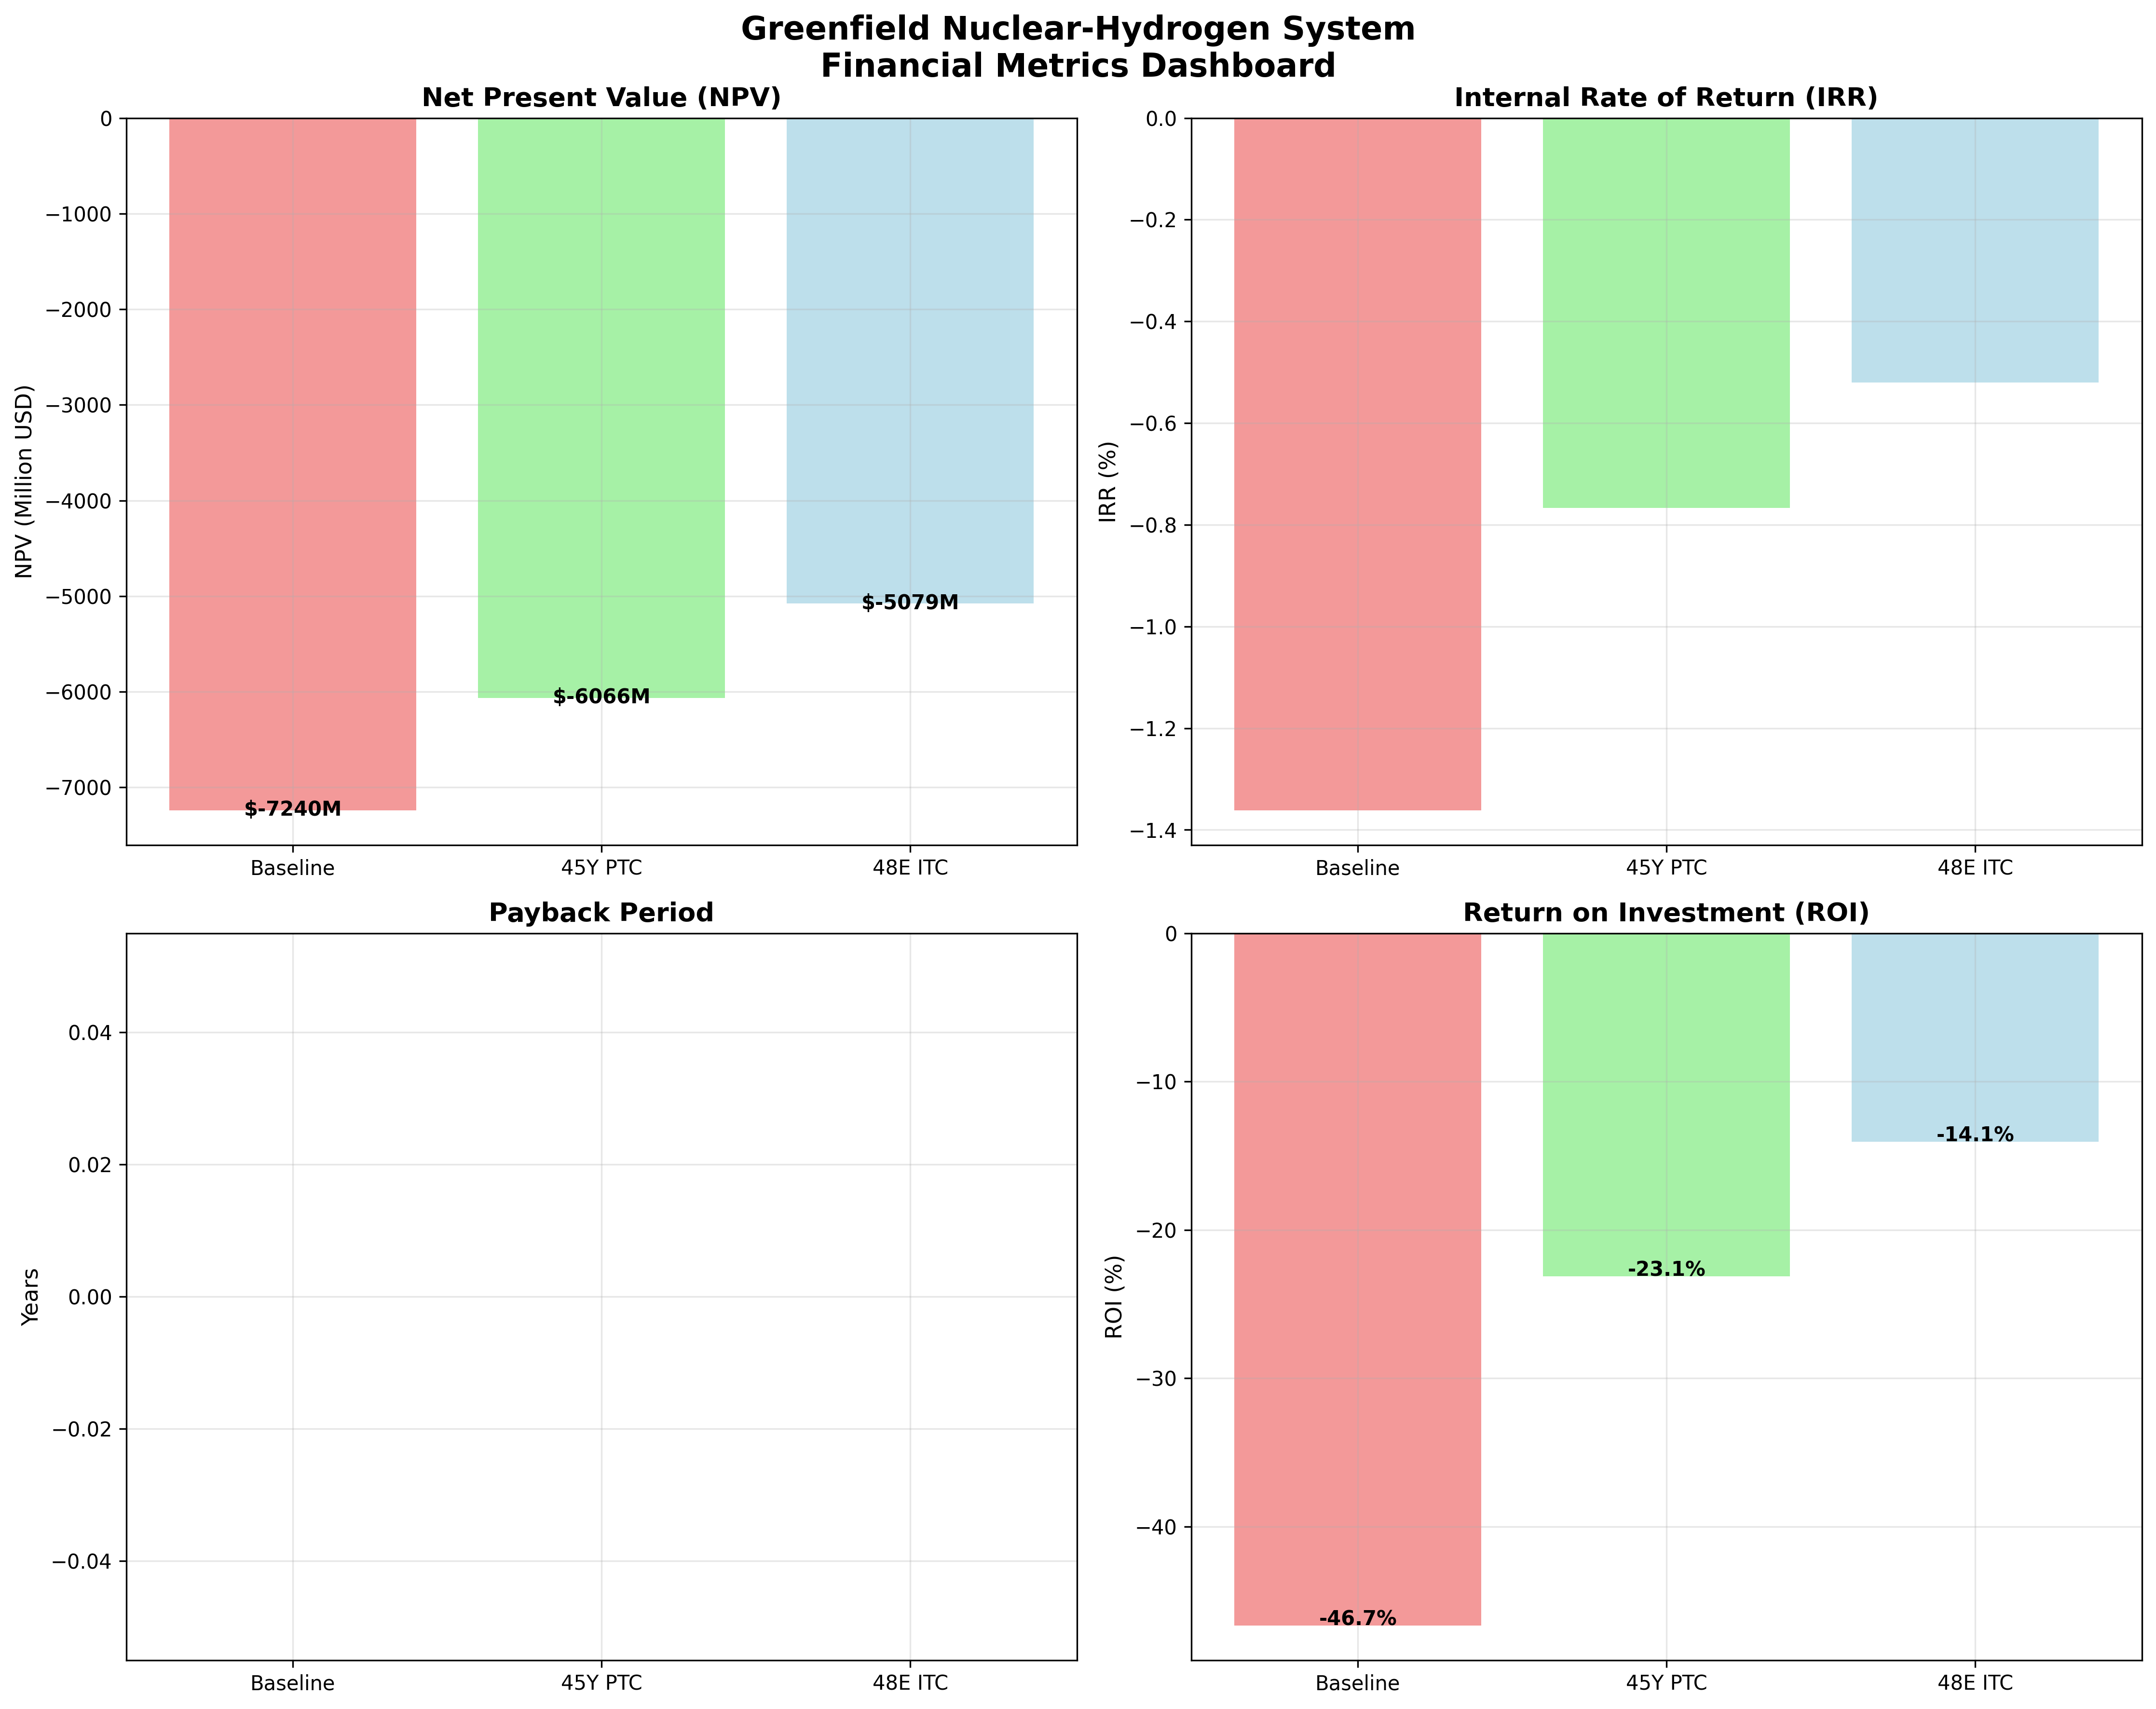 Greenfield Nuclear-Hydrogen System
Financial Metrics Dashboard
Net Present Value (NPV)
0
−1000
−2000
−3000
−4000
−5000
−6000
−7000
NPV (Million USD)
$-7240M
$-6066M
$-5079M
Baseline
45Y PTC
48E ITC
Internal Rate of Return (IRR)
0.0
−0.2
−0.4
−0.6
−0.8
−1.0
−1.2
−1.4
IRR (%)
Baseline
45Y PTC
48E ITC
Payback Period
0.04
0.02
0.00
−0.02
−0.04
Years
Baseline
45Y PTC
48E ITC
Return on Investment (ROI)
0
−10
−20
−30
−40
ROI (%)
-46.7%
-23.1%
-14.1%
Baseline
45Y PTC
48E ITC